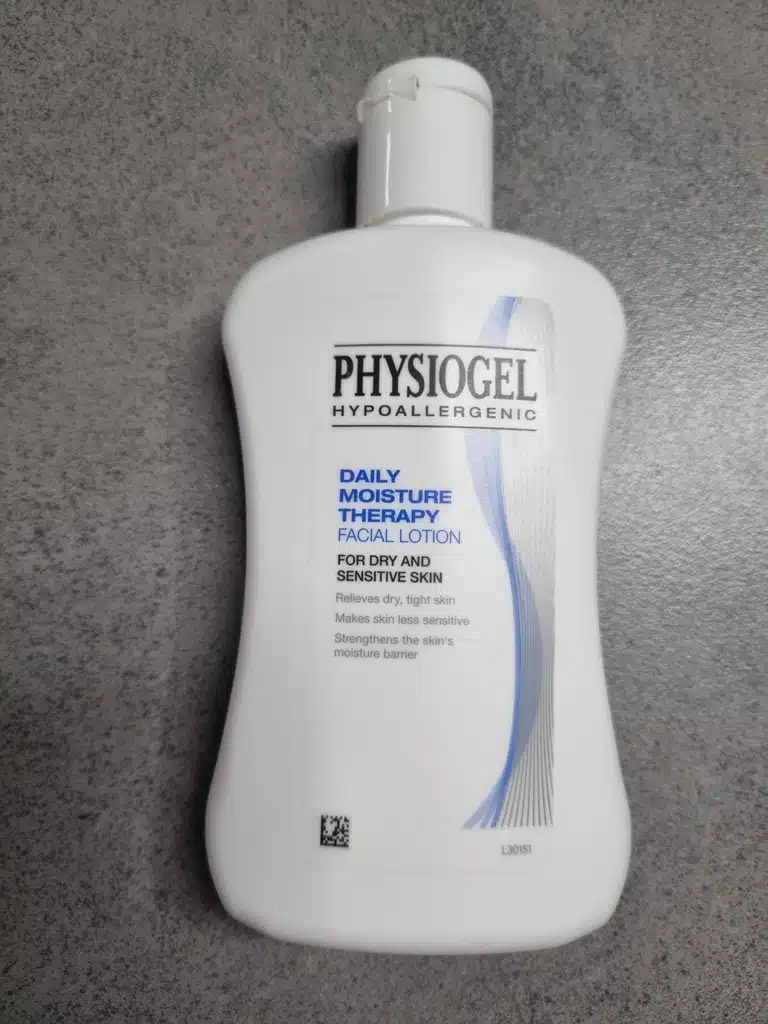 PHYSIOGEL
HYPOALLERGENIC
DAILY
MOISTURE
THERAPY
FACIAL LOTION
FOR DRY AND
SENSITIVE SKIN
Relieves dry, tight skin
Makes skin less sensitive
Strengthens the skin's
moisture barrier
L30151